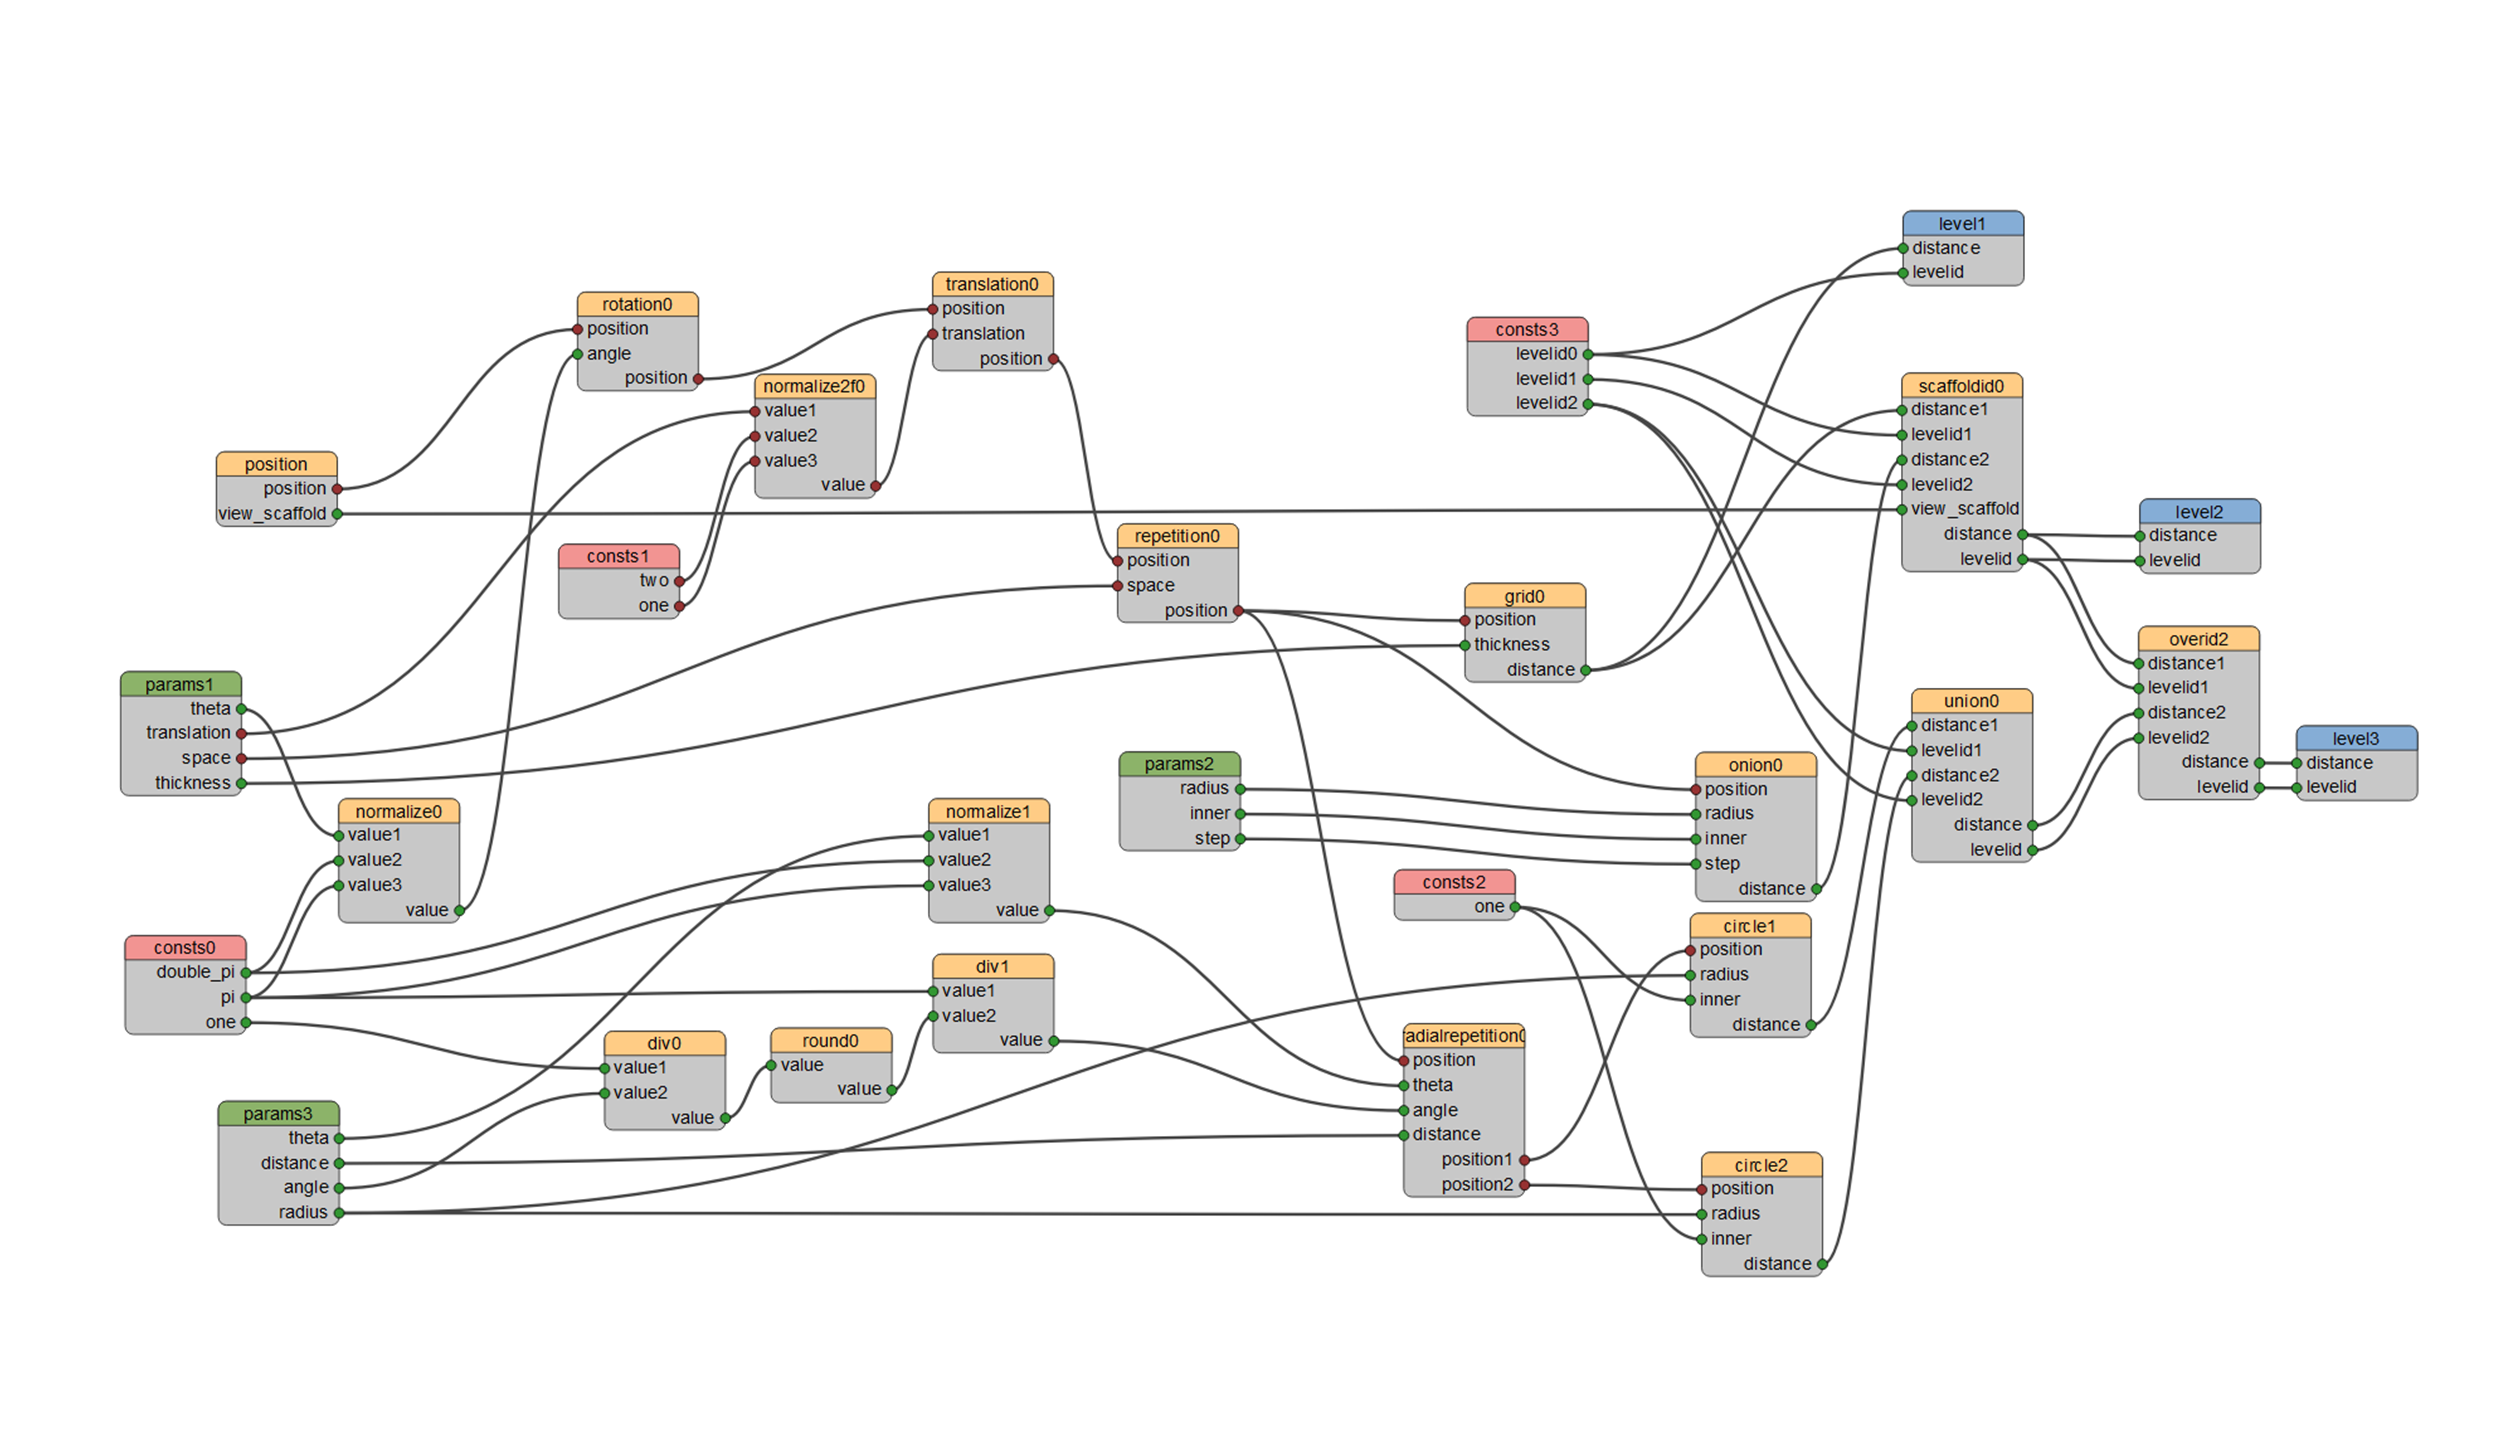 level1
distance
levelid
translation0
position
translation
position
rotation0
position
angle
position
consts3
levelid0
levelid1
levelid2
normalize2f0
value1
value2
value3
value
scaffoldid0
distance1
levelid1
distance2
levelid2
view_scaffold
distance
levelid
position
position
view_scaffold
level2
distance
levelid
repetition0
position
space
position
consts1
two
one
grid0
position
thickness
distance
overid2
distance1
levelid1
distance2
levelid2
distance
levelid
params1
theta
translation
space
thickness
union0
distance1
levelid1
distance2
levelid2
distance
levelid
level3
distance
levelid
params2
radius
inner
step
onion0
position
radius
inner
step
distance
normalize0
value1
value2
value3
value
normalize1
value1
value2
value3
value
consts2
one
circle1
position
radius
inner
distance
consts0
double_pi
pi
one
div1
value1
value2
value
adialrepetition0
position
theta
angle
distance
position1
position2
div0
value1
value2
value
round0
value
value
params3
theta
distance
angle
radius
circle2
position
radius
inner
distance